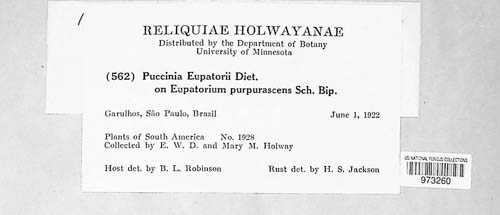 RELIQUIAE HOLWAYANAE
Distributed by the Department of Botany
University of Minnesota
(562) Puccinia Eupatorii Diet.
on Eupatorium purpurascens Sch. Bip.
Garulhos, São Paulo, Brazil June 1, 1922
Plants of South America No. 1928
Collected by E. W. D. and Mary M. Holway
Host det. by B. L. Robinson Rust det. by H. S. Jackson
US NATIONAL FUNGUS COLLECTIONS
973260